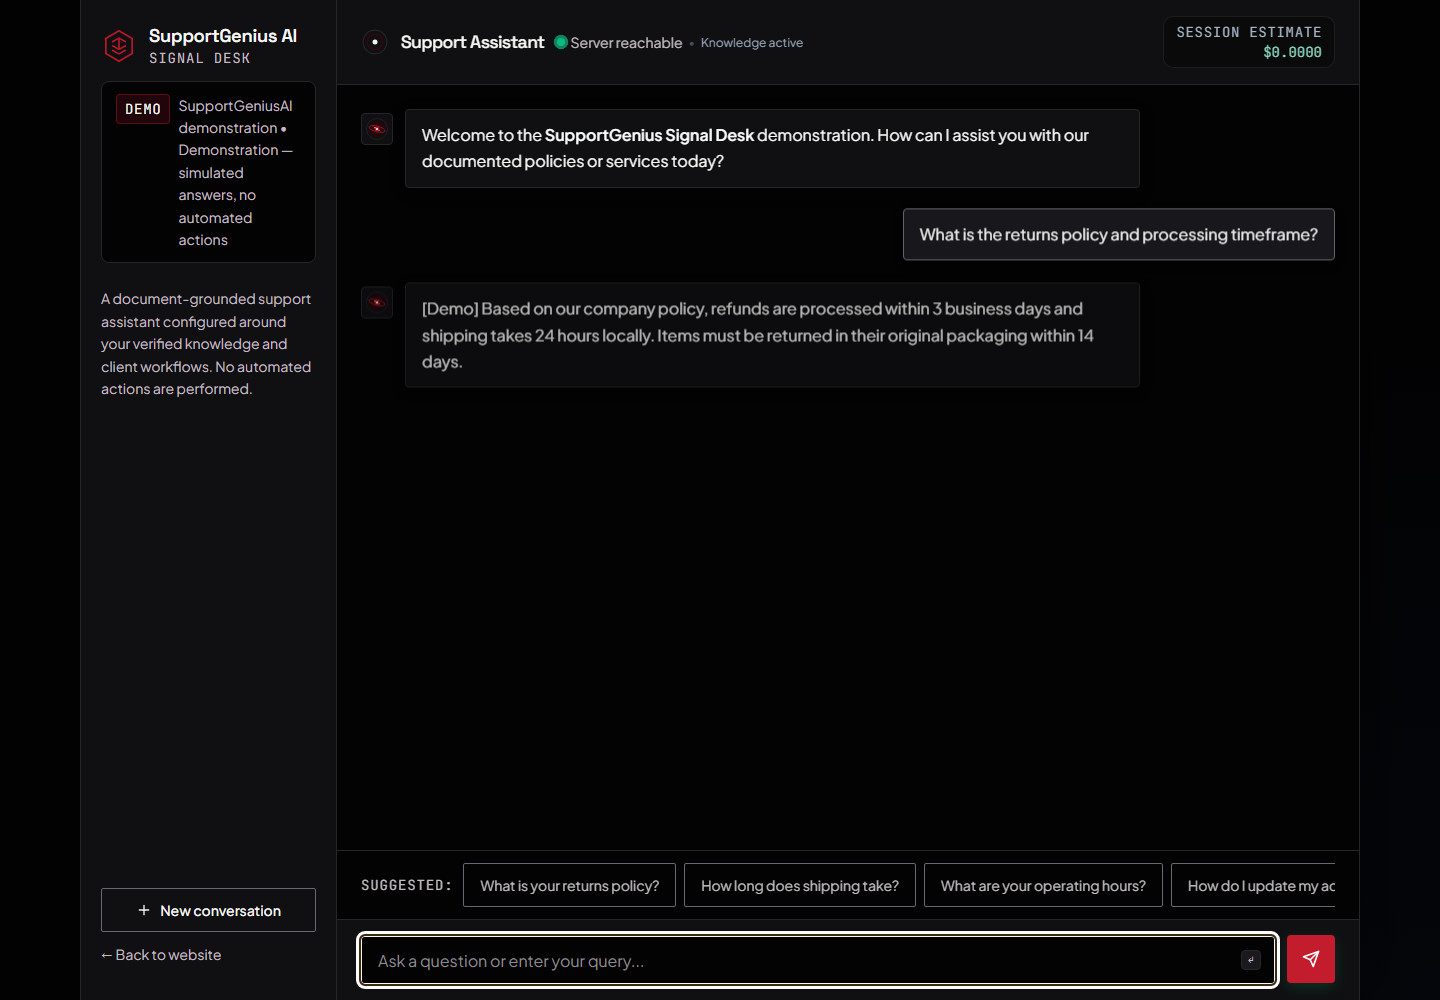 SupportGenius AI
SIGNAL DESK
DEMO
SupportGeniusAI
demonstration •
Demonstration —
simulated
answers, no
automated
actions
A document-grounded support
assistant configured around
your verified knowledge and
client workflows. No automated
actions are performed.
+ New conversation
← Back to website
Support Assistant
Server reachable • Knowledge active
SESSION ESTIMATE
$0.0000
Welcome to the SupportGenius Signal Desk demonstration. How can I assist you with our
documented policies or services today?
What is the returns policy and processing timeframe?
[Demo] Based on our company policy, refunds are processed within 3 business days and
shipping takes 24 hours locally. Items must be returned in their original packaging within 14
days.
SUGGESTED:
What is your returns policy?
How long does shipping take?
What are your operating hours?
How do I update my ac
Ask a question or enter your query...
↵